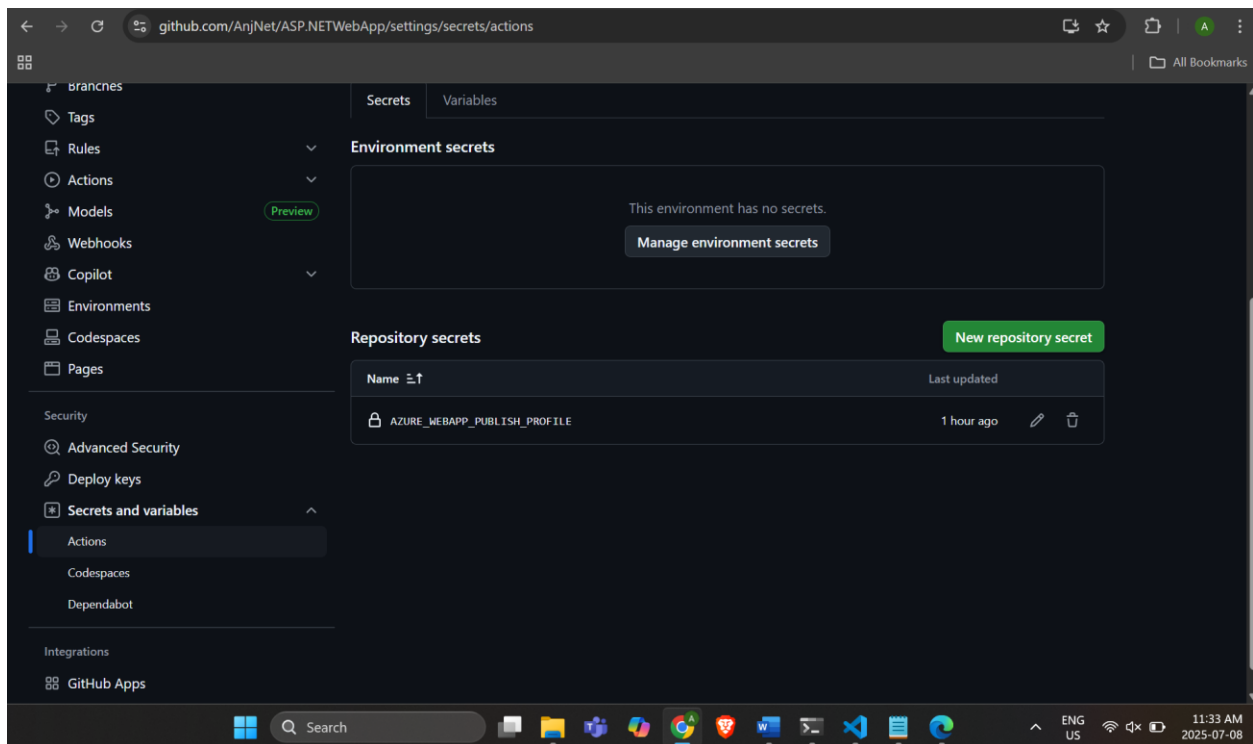 github.com/AnjNet/ASP.NETWebApp/settings/secrets/actions
A
All Bookmarks
Branches
Tags
Rules
Actions
Models Preview
Webhooks
Copilot
Environments
Codespaces
Pages
Security
Advanced Security
Deploy keys
Secrets and variables
Actions
Codespaces
Dependabot
Integrations
GitHub Apps
Secrets Variables
Environment secrets
This environment has no secrets.
Manage environment secrets
Repository secrets New repository secret
Name Last updated
AZURE_WEBAPP_PUBLISH_PROFILE 1 hour ago
Search
ENG
US
11:33 AM
2025-07-08